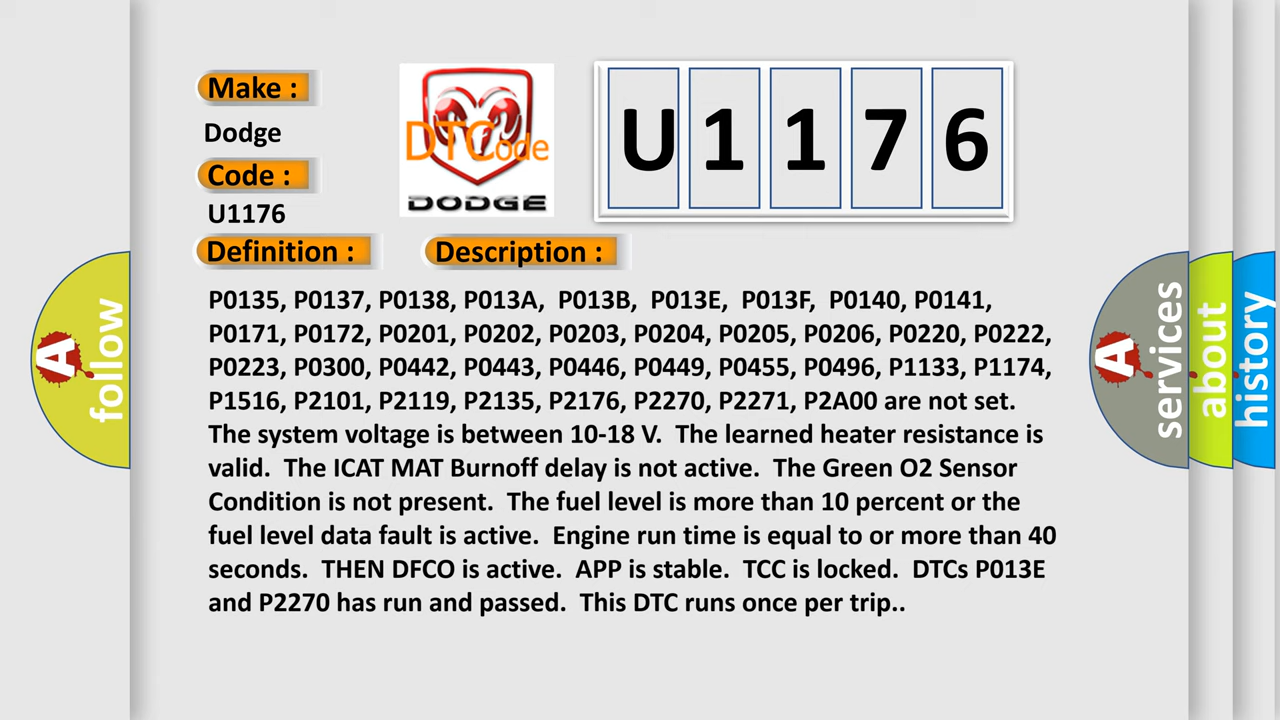 Make :
Dodge
Code :
U1176
DTCode
DODGE
U1176
Definition :
Description :
P0135, P0137, P0138, P013A,  P013B,  P013E,  P013F,  P0140, P0141,
P0171, P0172, P0201, P0202, P0203, P0204, P0205, P0206, P0220, P0222,
P0223, P0300, P0442, P0443, P0446, P0449, P0455, P0496, P1133, P1174,
P1516, P2101, P2119, P2135, P2176, P2270, P2271, P2A00 are not set.
The system voltage is between 10-18 V.  The learned heater resistance is
valid.  The ICAT MAT Burnoff delay is not active.  The Green O2 Sensor
Condition is not present.  The fuel level is more than 10 percent or the
fuel level data fault is active.  Engine run time is equal to or more than 40
seconds.  THEN DFCO is active.  APP is stable.  TCC is locked.  DTCs P013E
and P2270 has run and passed.  This DTC runs once per trip..
A follow
A services
about
history